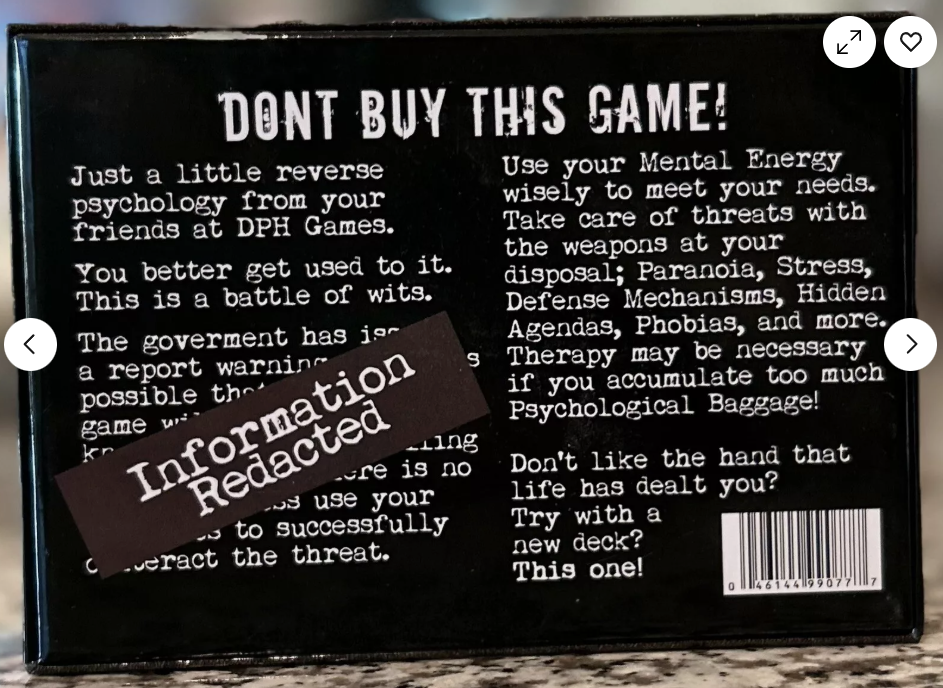 DONT BUY THIS GAME!
Just a little reverse
psychology from your
friends at DPH Games.
You better get used to it.
This is a battle of wits.
The goverment has
a report
possible
game
Information
Redacted
is no
use your
to successfully
the threat.
Use your Mental Energy
wisely to meet your needs.
Take care of threats with
the weapons at your
disposal; Paranoia, Stress,
Defense Mechanisms, Hidden
Agendas, Phobias, and more.
Therapy may be necessary
if you accumulate too much
Psychological Baggage!
Don't like the hand that
life has dealt you?
Try with a
new deck?
This one!
0 46144 99077 7